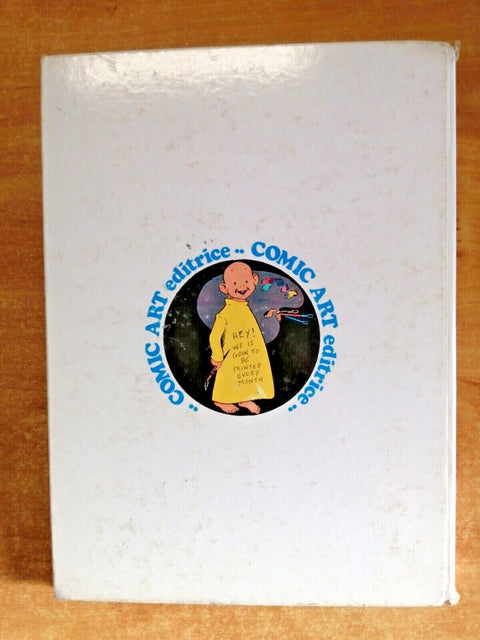 COMIC ART editrice ..
COMIC ART editrice ..
HEY!
WE IS
GOIN TO
BE
PRINTED
EVERY
MONTH